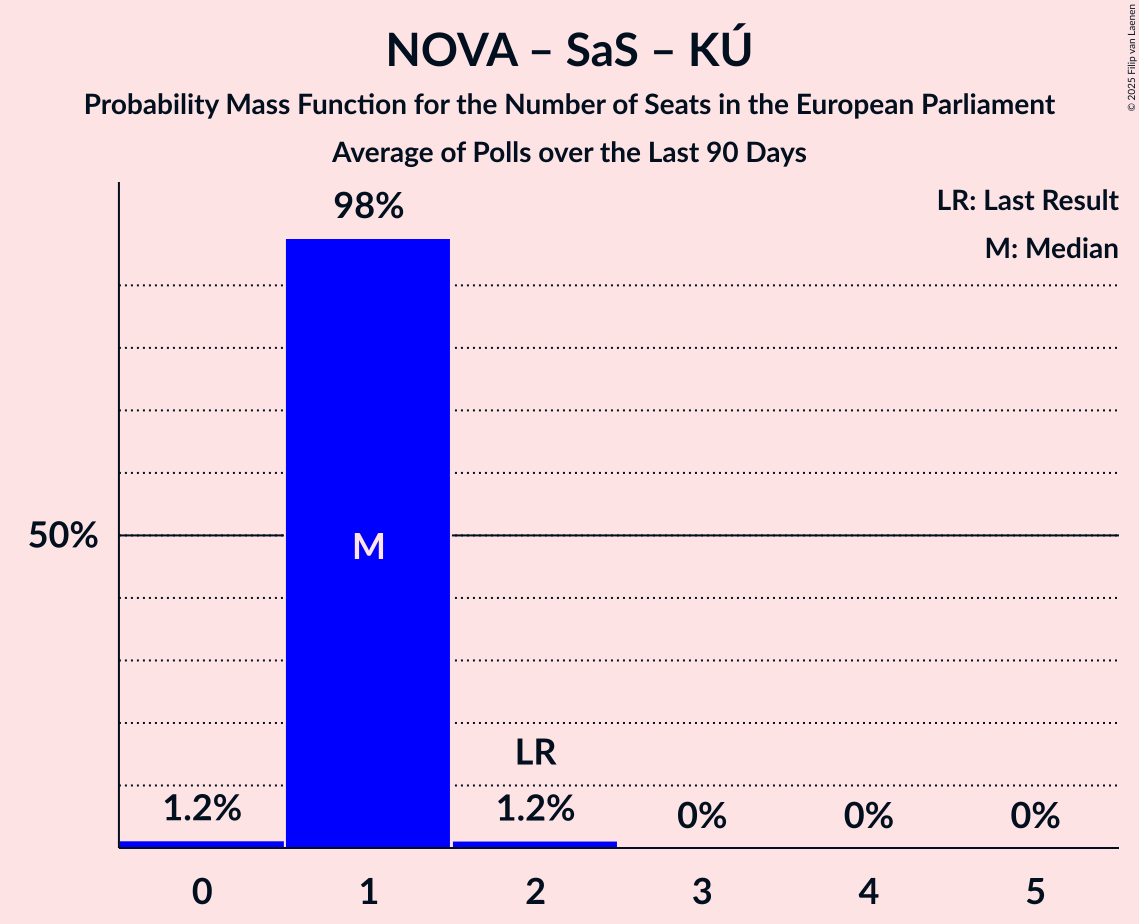 NOVA – SaS – KÚ
Probability Mass Function for the Number of Seats in the European Parliament
Average of Polls over the Last 90 Days
© 2025 Filip van Laenen
LR: Last Result
M: Median
98%
50%
M
LR
1.2%
1.2%
0%
0%
0%
0
1
2
3
4
5